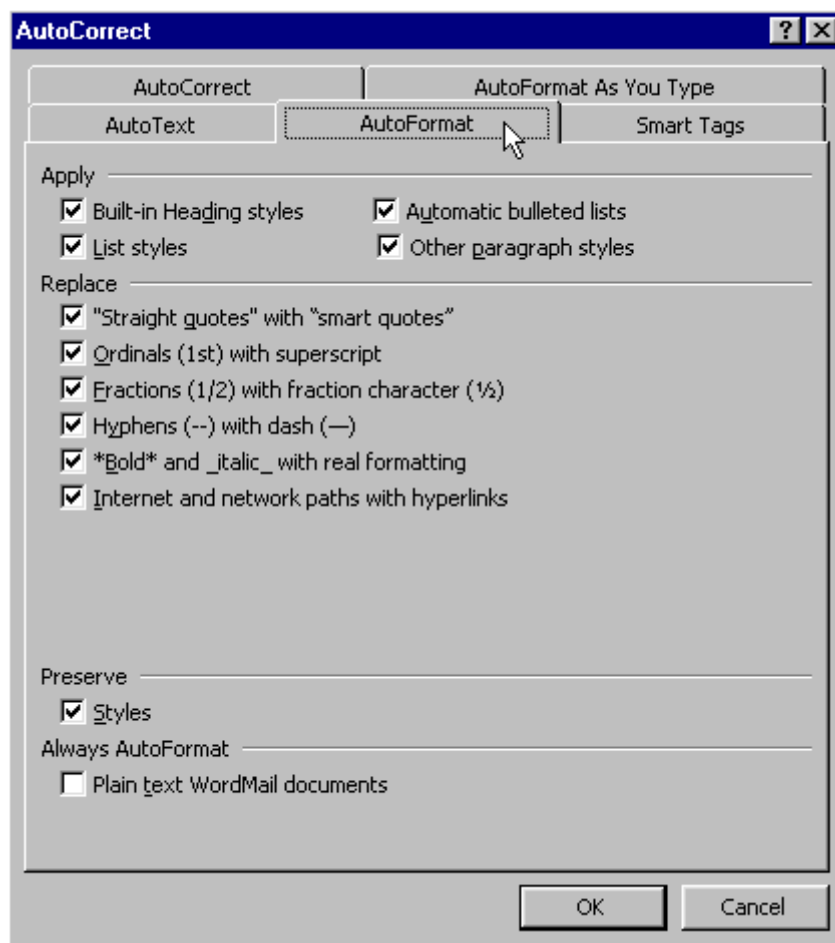 AutoCorrect
AutoCorrect AutoFormat As You Type
AutoText AutoFormat Smart Tags
Apply
Built-in Heading styles Automatic bulleted lists
List styles Other paragraph styles
Replace
"Straight quotes" with “smart quotes”
Ordinals (1st) with superscript
Fractions (1/2) with fraction character (½)
Hyphens (--) with dash (—)
*Bold* and _italic_ with real formatting
Internet and network paths with hyperlinks
Preserve
Styles
Always AutoFormat
Plain text WordMail documents
OK Cancel